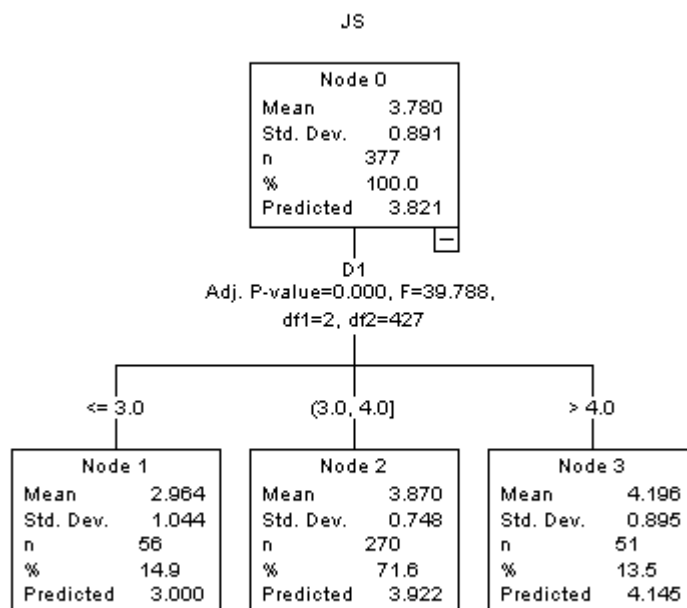 JS
Node 0
Mean 3.780
Std. Dev. 0.891
n 377
% 100.0
Predicted 3.821
D1
Adj. P-value=0.000, F=39.788,
df1=2, df2=427
<= 3.0
(3.0, 4.0]
> 4.0
Node 1
Mean 2.964
Std. Dev. 1.044
n 56
% 14.9
Predicted 3.000
Node 2
Mean 3.870
Std. Dev. 0.748
n 270
% 71.6
Predicted 3.922
Node 3
Mean 4.196
Std. Dev. 0.895
n 51
% 13.5
Predicted 4.145